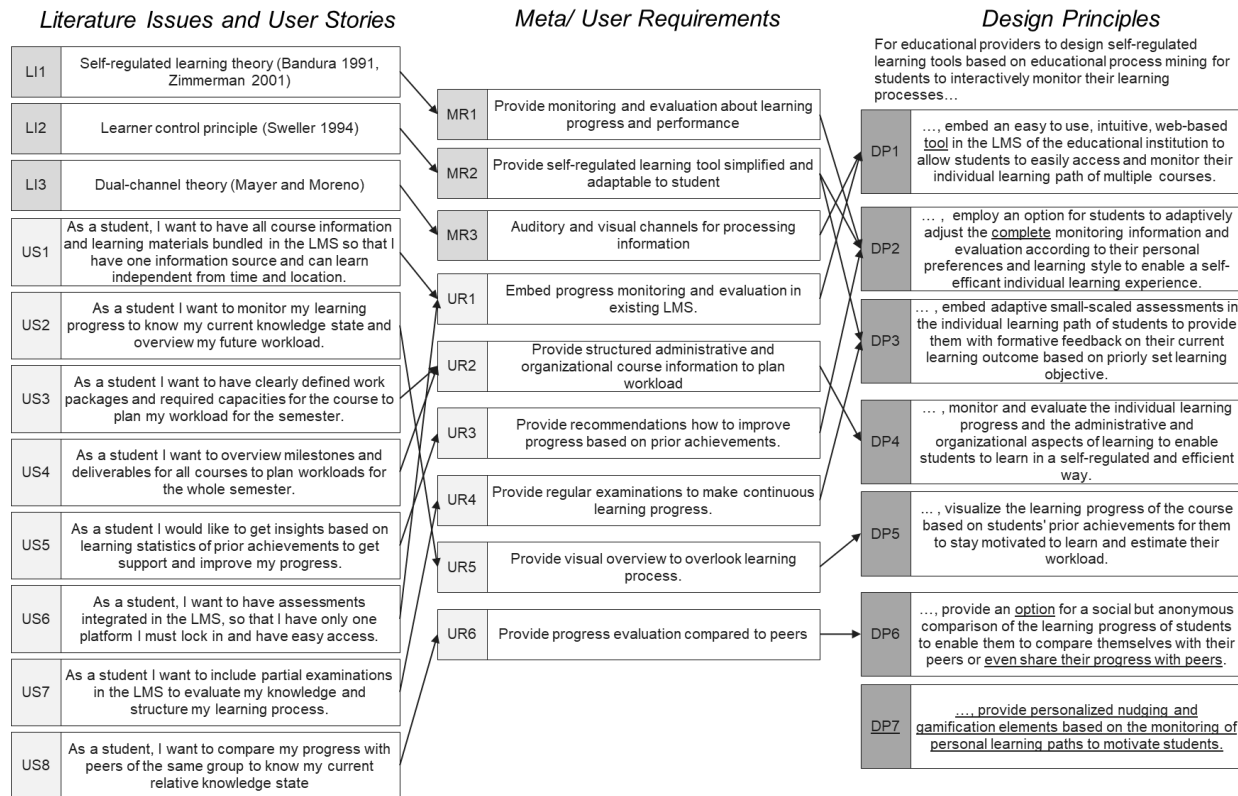 Literature Issues and User Stories
LI1
Self-regulated learning theory (Bandura 1991,
Zimmerman 2001)
LI2
Learner control principle (Sweller 1994)
LI3
Dual-channel theory (Mayer and Moreno)
US1
As a student, I want to have all course information
and learning materials bundled in the LMS so that I
have one information source and can learn
independent from time and location.
US2
As a student I want to monitor my learning
progress to know my current knowledge state and
overview my future workload.
US3
As a student I want to have clearly defined work
packages and required capacities for the course to
plan my workload for the semester.
US4
As a student I want to overview milestones and
deliverables for all courses to plan workloads for
the whole semester.
US5
As a student I would like to get insights based on
learning statistics of prior achievements to get
support and improve my progress.
US6
As a student, I want to have assessments
integrated in the LMS, so that I have only one
platform I must lock in and have easy access.
US7
As a student I want to include partial examinations
in the LMS to evaluate my knowledge and
structure my learning process.
US8
As a student, I want to compare my progress with
peers of the same group to know my current
relative knowledge state
Meta/ User Requirements
MR1
Provide monitoring and evaluation about learning
progress and performance
MR2
Provide self-regulated learning tool simplified and
adaptable to student
MR3
Auditory and visual channels for processing
information
UR1
Embed progress monitoring and evaluation in
existing LMS.
UR2
Provide structured administrative and
organizational course information to plan
workload
UR3
Provide recommendations how to improve
progress based on prior achievements.
UR4
Provide regular examinations to make continuous
learning progress.
UR5
Provide visual overview to overlook learning
process.
UR6
Provide progress evaluation compared to peers
Design Principles
For educational providers to design self-regulated
learning tools based on educational process mining for
students to interactively monitor their learning
processes…
DP1
…, embed an easy to use, intuitive, web-based
tool in the LMS of the educational institution to
allow students to easily access and monitor their
individual learning path of multiple courses.
DP2
… , employ an option for students to adaptively
adjust the complete monitoring information and
evaluation according to their personal
preferences and learning style to enable a self-
efficant individual learning experience.
DP3
… , embed adaptive small-scaled assessments in
the individual learning path of students to provide
them with formative feedback on their current
learning outcome based on priorly set learning
objective.
DP4
… , monitor and evaluate the individual learning
progress and the administrative and
organizational aspects of learning to enable
students to learn in a self-regulated and efficient
way.
DP5
… , visualize the learning progress of the course
based on students' prior achievements for them
to stay motivated to learn and estimate their
workload.
DP6
…, provide an option for a social but anonymous
comparison of the learning progress of students
to enable them to compare themselves with their
peers or even share their progress with peers.
DP7
…, provide personalized nudging and
gamification elements based on the monitoring of
personal learning paths to motivate students.